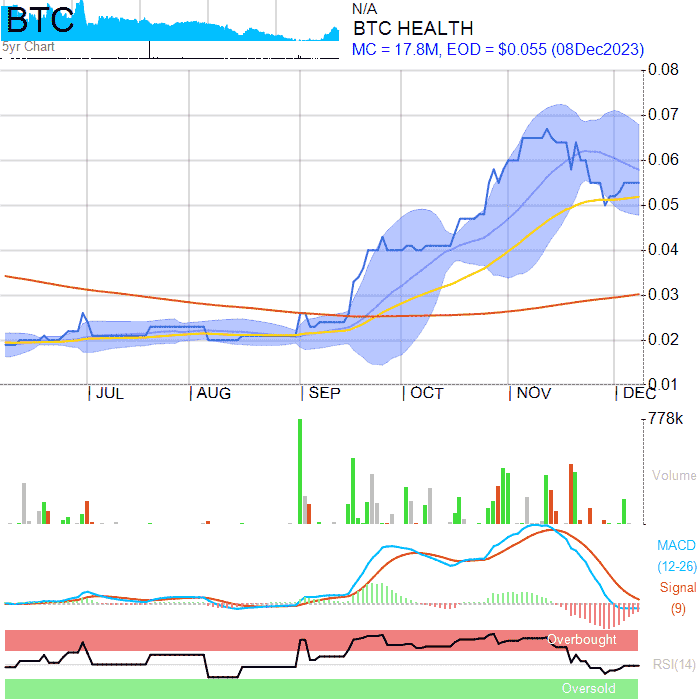 BTC
5yr Chart
N/A
BTC HEALTH
MC = 17.8M, EOD = $0.055 (08Dec2023)
0.08
0.07
0.06
0.05
0.04
0.03
0.02
0.01
JUL AUG SEP OCT NOV DEC
778k
Volume
MACD
(12-26)
Signal
(9)
Overbought
RSI(14)
Oversold